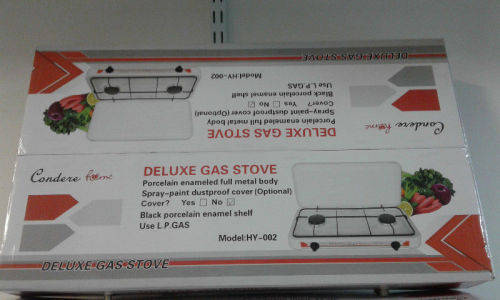 DELUXE GAS STOVE
Model:HY-002
Use L.P.GAS
Black porcelain enamel shelf
Cover? Yes ☐ No ☑
Spray-paint dustproof cover (Optional)
Porcelain enameled full metal body
DELUXE GAS STOVE
Condere home
Condere home
DELUXE GAS STOVE
Porcelain enameled full metal body
Spray-paint dustproof cover (Optional)
Cover? Yes ☐ No ☑
Black porcelain enamel shelf
Use L.P.GAS
Model:HY-002
DELUXE GAS STOVE